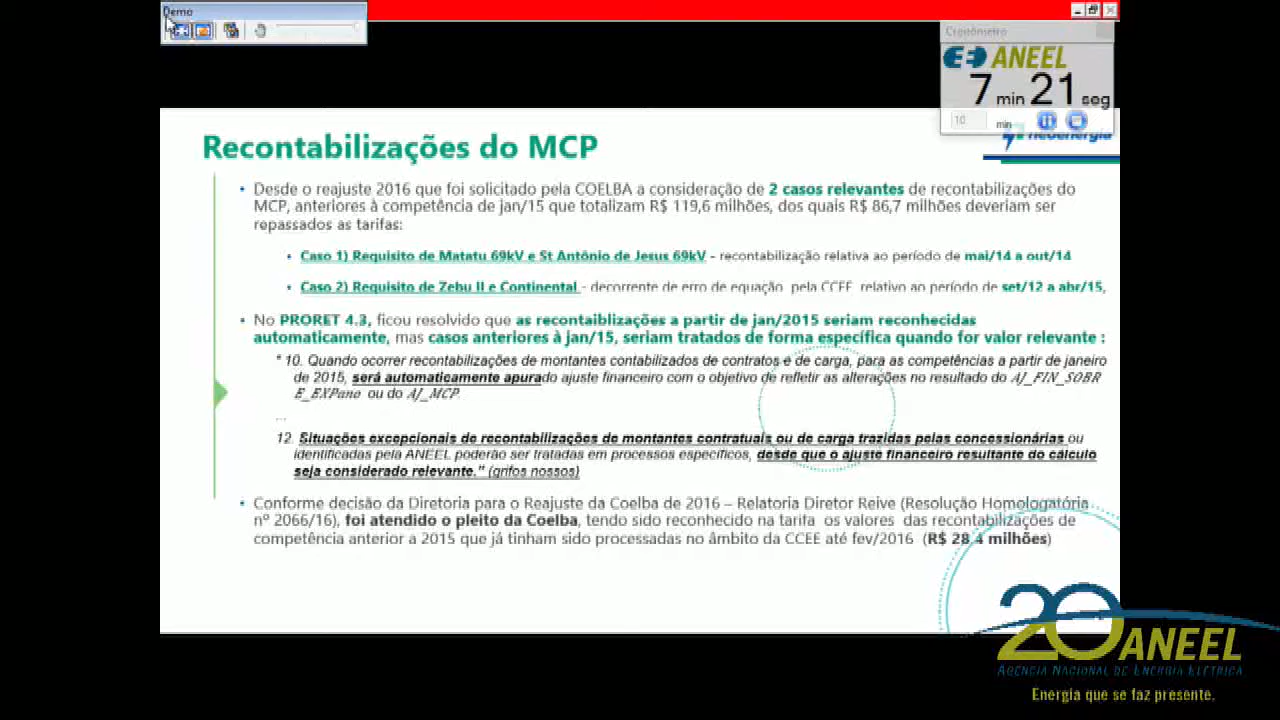 Demo
Cronômetro
ANEEL
7 min 21 seg
10 min
neoenergia
Recontabilizações do MCP
• Desde o reajuste 2016 que foi solicitado pela COELBA a consideração de 2 casos relevantes de recontabilizações do
MCP, anteriores à competência de jan/15 que totalizam R$ 119,6 milhões, dos quais R$ 86,7 milhões deveriam ser
repassados as tarifas:
• Caso 1) Requisito de Matatu 69kV e St Antônio de Jesus 69kV - recontabilização relativa ao período de mai/14 a out/14
• Caso 2) Requisito de Zebu II e Continental - decorrente de erro de equação pela CCEE relativo ao período de set/12 a abr/15,
• No PRORET 4.3, ficou resolvido que as recontaiblizações a partir de jan/2015 seriam reconhecidas
automaticamente, mas casos anteriores à jan/15, seriam tratados de forma específica quando for valor relevante :
" 10. Quando ocorrer recontabilizações de montantes contabilizados de contratos e de carga, para as competências a partir de janeiro
de 2015, será automaticamente apurado ajuste financeiro com o objetivo de refletir as alterações no resultado do AJ_FIN_SOBR
E_EXPano ou do AJ_MCP.
...
12. Situações excepcionais de recontabilizações de montantes contratuais ou de carga trazidas pelas concessionárias ou
identificadas pela ANEEL poderão ser tratadas em processos específicos, desde que o ajuste financeiro resultante do cálculo
seja considerado relevante." (grifos nossos)
• Conforme decisão da Diretoria para o Reajuste da Coelba de 2016 – Relatoria Diretor Reive (Resolução Homologatória
nº 2066/16), foi atendido o pleito da Coelba, tendo sido reconhecido na tarifa os valores das recontabilizações de
competência anterior a 2015 que já tinham sido processadas no âmbito da CCEE até fev/2016 (R$ 28,4 milhões)
20 ANEEL
AGÊNCIA NACIONAL DE ENERGIA ELÉTRICA
Energia que se faz presente.